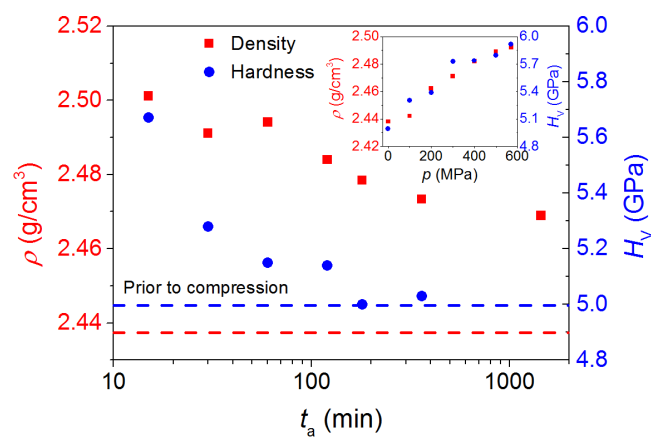 2.52
2.50
2.48
2.46
2.44
ρ (g/cm³)
Density
Hardness
2.50
2.48
2.46
2.44
2.42
ρ (g/cm³)
6.0
5.7
5.4
5.1
4.8
H_V (GPa)
0 200 400 600
p (MPa)
6.0
5.8
5.6
5.4
5.2
5.0
4.8
H_V (GPa)
Prior to compression
10 100 1000
t_a (min)